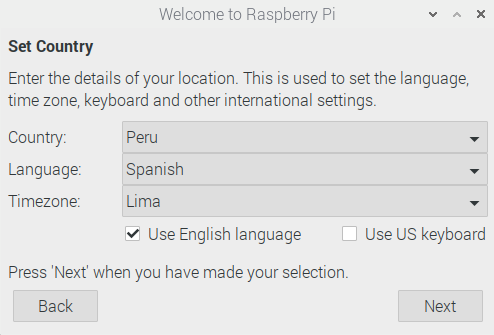 Welcome to Raspberry Pi
Set Country
Enter the details of your location. This is used to set the language,
time zone, keyboard and other international settings.
Country: Peru
Language: Spanish
Timezone: Lima
Use English language Use US keyboard
Press 'Next' when you have made your selection.
Back Next